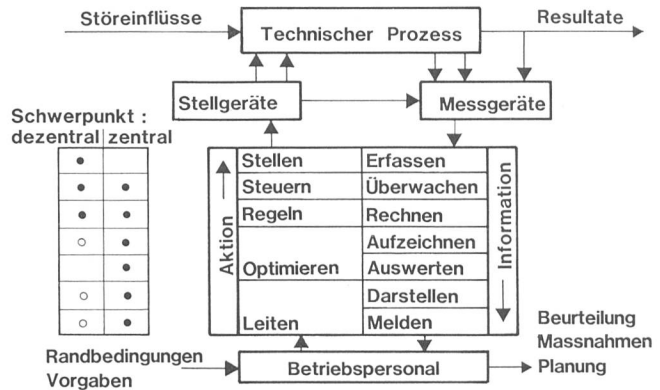 Störeinflüsse
Technischer Prozess
Resultate
Stellgeräte
Messgeräte
Schwerpunkt :
dezentral zentral
Aktion
Stellen Erfassen
Steuern Überwachen
Regeln Rechnen
Aufzeichnen
Optimieren Auswerten
Darstellen
Leiten Melden
Information
Randbedingungen
Vorgaben
Betriebspersonal
Beurteilung
Massnahmen
Planung